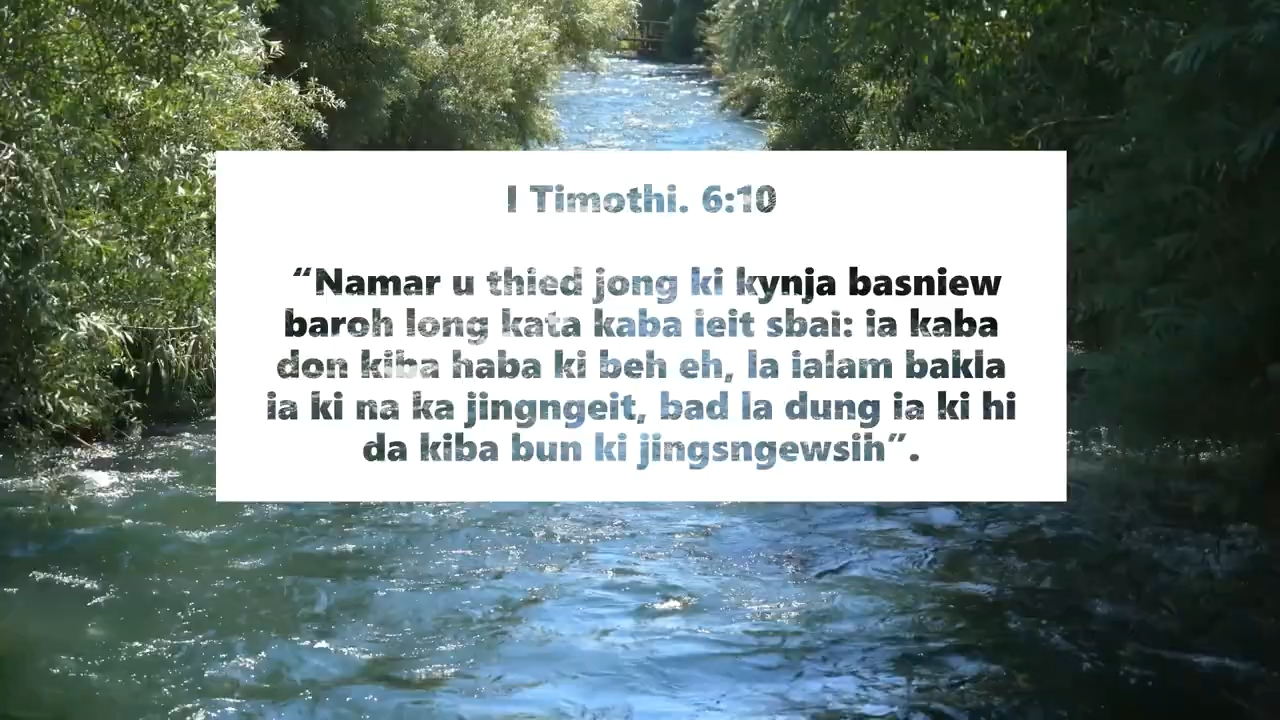 I Timothi. 6:10
“Namar u thied jong ki kynja basniew
baroh long kata kaba ieit sbai: ia kaba
don kiba haba ki beh eh, la ialam bakla
ia ki na ka jingngeit, bad la dung ia ki hi
da kiba bun ki jingsngewsih”.